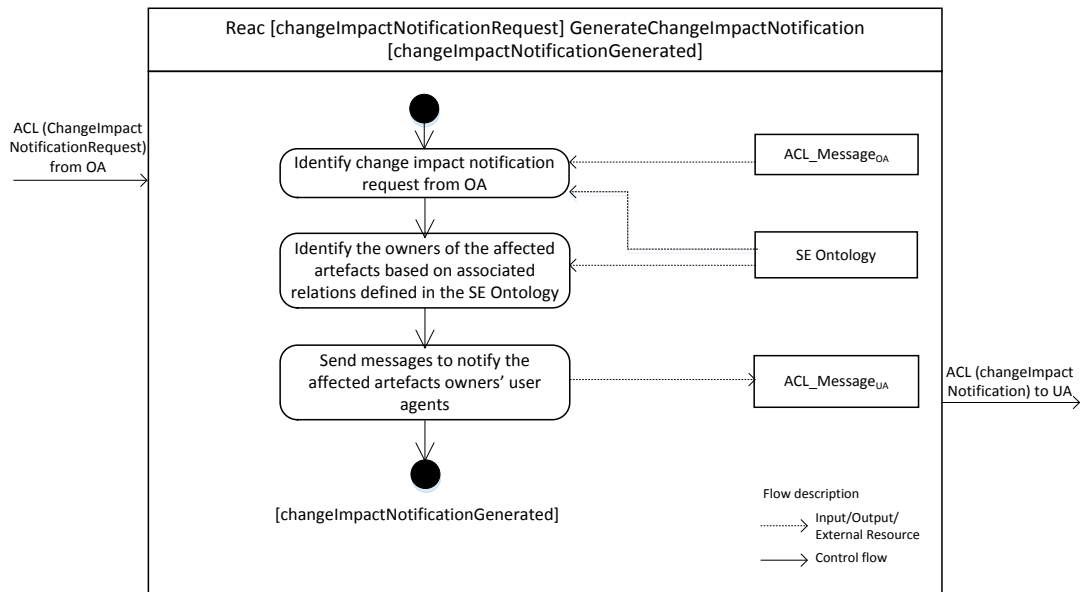 Reac [changeImpactNotificationRequest] GenerateChangeImpactNotification
[changeImpactNotificationGenerated]
ACL (ChangeImpact
NotificationRequest)
from OA
Identify change impact notification
request from OA
ACL_Message_OA
Identify the owners of the affected
artefacts based on associated
relations defined in the SE Ontology
SE Ontology
Send messages to notify the
affected artefacts owners’ user
agents
ACL_Message_UA
ACL (changeImpact
Notification) to UA
[changeImpactNotificationGenerated]
Flow description
Input/Output/
External Resource
Control flow